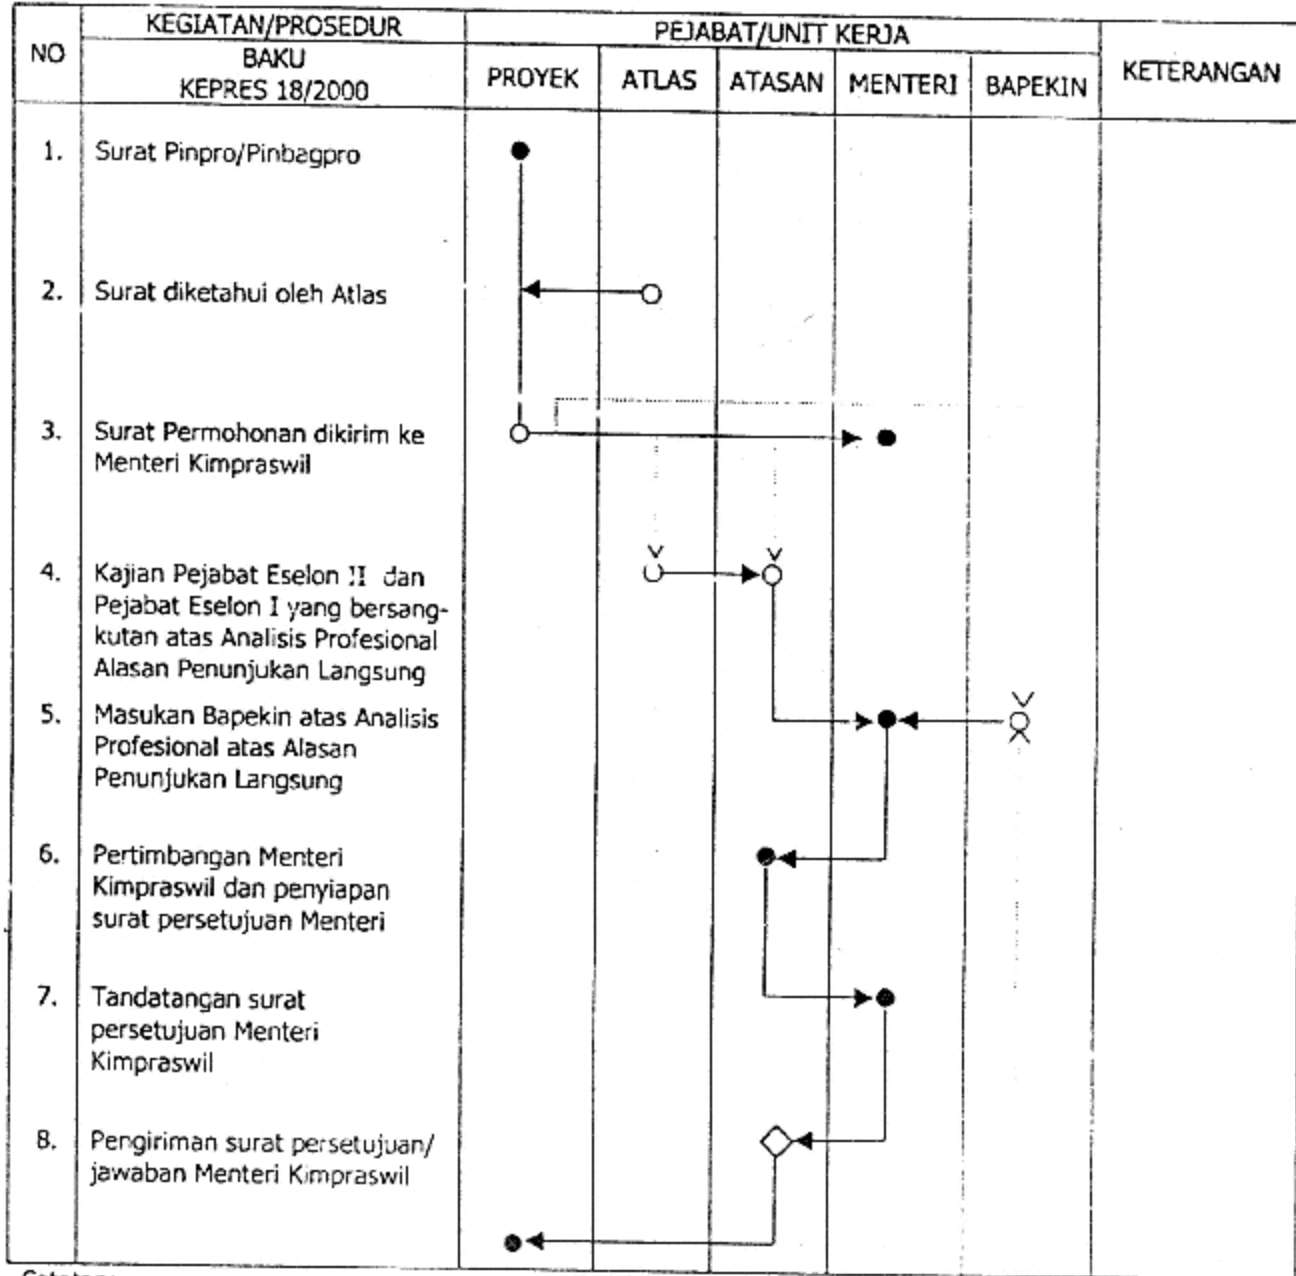 NO
KEGIATAN/PROSEDUR
BAKU
KEPRES 18/2000
PEJABAT/UNIT KERJA
PROYEK
ATLAS
ATASAN
MENTERI
BAPEKIN
KETERANGAN
1. Surat Pinpro/Pinbagpro
2. Surat diketahui oleh Atlas
3. Surat Permohonan dikirim ke
Menteri Kimpraswil
4. Kajian Pejabat Eselon II dan
Pejabat Eselon I yang bersang-
kutan atas Analisis Profesional
Alasan Penunjukan Langsung
5. Masukan Bapekin atas Analisis
Profesional atas Alasan
Penunjukan Langsung
6. Pertimbangan Menteri
Kimpraswil dan penyiapan
surat persetujuan Menteri
7. Tandatangan surat
persetujuan Menteri
Kimpraswil
8. Pengiriman surat persetujuan/
jawaban Menteri Kimpraswil